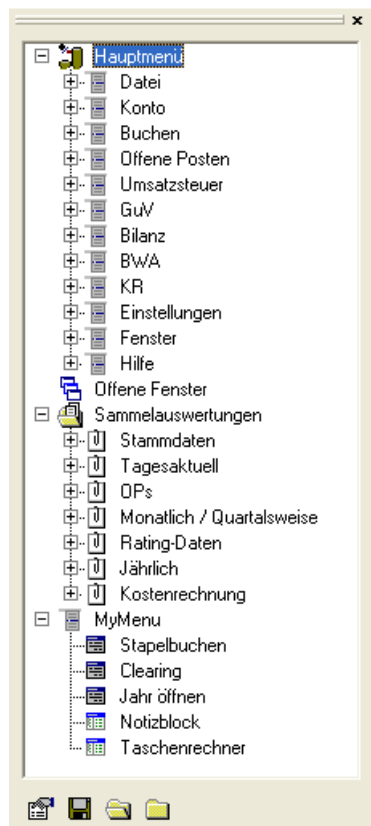 Hauptmenü
Datei
Konto
Buchen
Offene Posten
Umsatzsteuer
GuV
Bilanz
BWA
KR
Einstellungen
Fenster
Hilfe
Offene Fenster
Sammelauswertungen
Stammdaten
Tagesaktuell
OPs
Monatlich / Quartalsweise
Rating-Daten
Jährlich
Kostenrechnung
MyMenu
Stapelbuchen
Clearing
Jahr öffnen
Notizblock
Taschenrechner